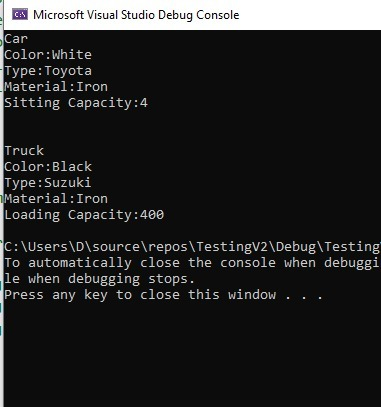 Microsoft Visual Studio Debug Console
Car
Color:White
Type:Toyota
Material:Iron
Sitting Capacity:4
Truck
Color:Black
Type:Suzuki
Material:Iron
Loading Capacity:400
C:\Users\D\source\repos\TestingV2\Debug\Testing
To automatically close the console when debuggi
le when debugging stops.
Press any key to close this window . . .